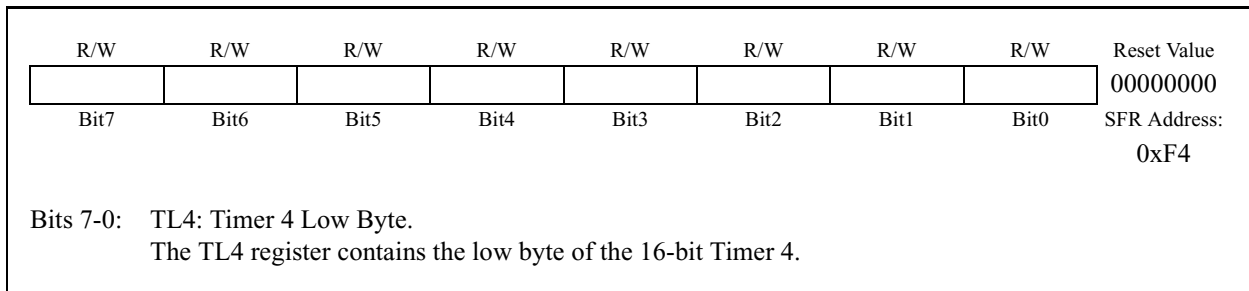 R/W R/W R/W R/W R/W R/W R/W R/W Reset Value
00000000
Bit7 Bit6 Bit5 Bit4 Bit3 Bit2 Bit1 Bit0 SFR Address:
0xF4
Bits 7-0: TL4: Timer 4 Low Byte.
The TL4 register contains the low byte of the 16-bit Timer 4.